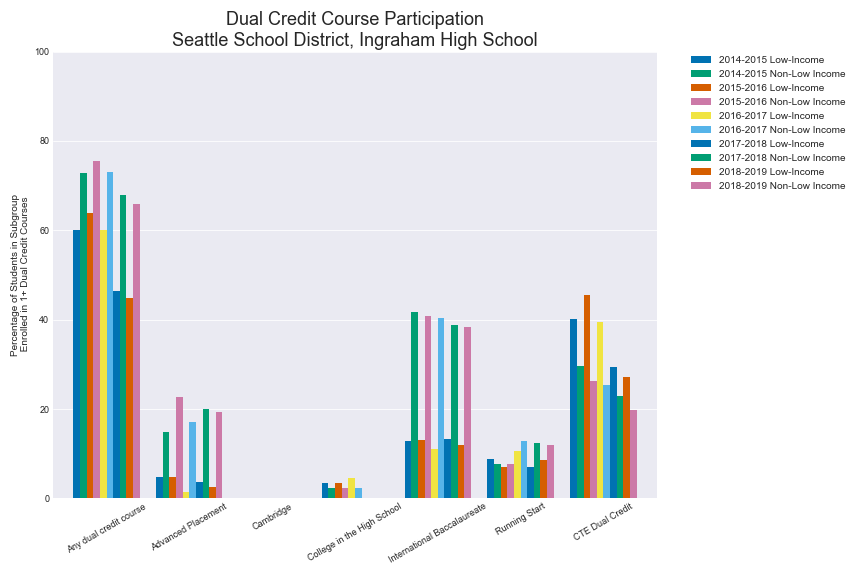 Dual Credit Course Participation
Seattle School District, Ingraham High School
Percentage of Students in Subgroup
Enrolled in 1+ Dual Credit Courses
100
80
60
40
20
0
Any dual credit course
Advanced Placement
Cambridge
College in the High School
International Baccalaureate
Running Start
CTE Dual Credit
2014-2015 Low-Income
2014-2015 Non-Low Income
2015-2016 Low-Income
2015-2016 Non-Low Income
2016-2017 Low-Income
2016-2017 Non-Low Income
2017-2018 Low-Income
2017-2018 Non-Low Income
2018-2019 Low-Income
2018-2019 Non-Low Income